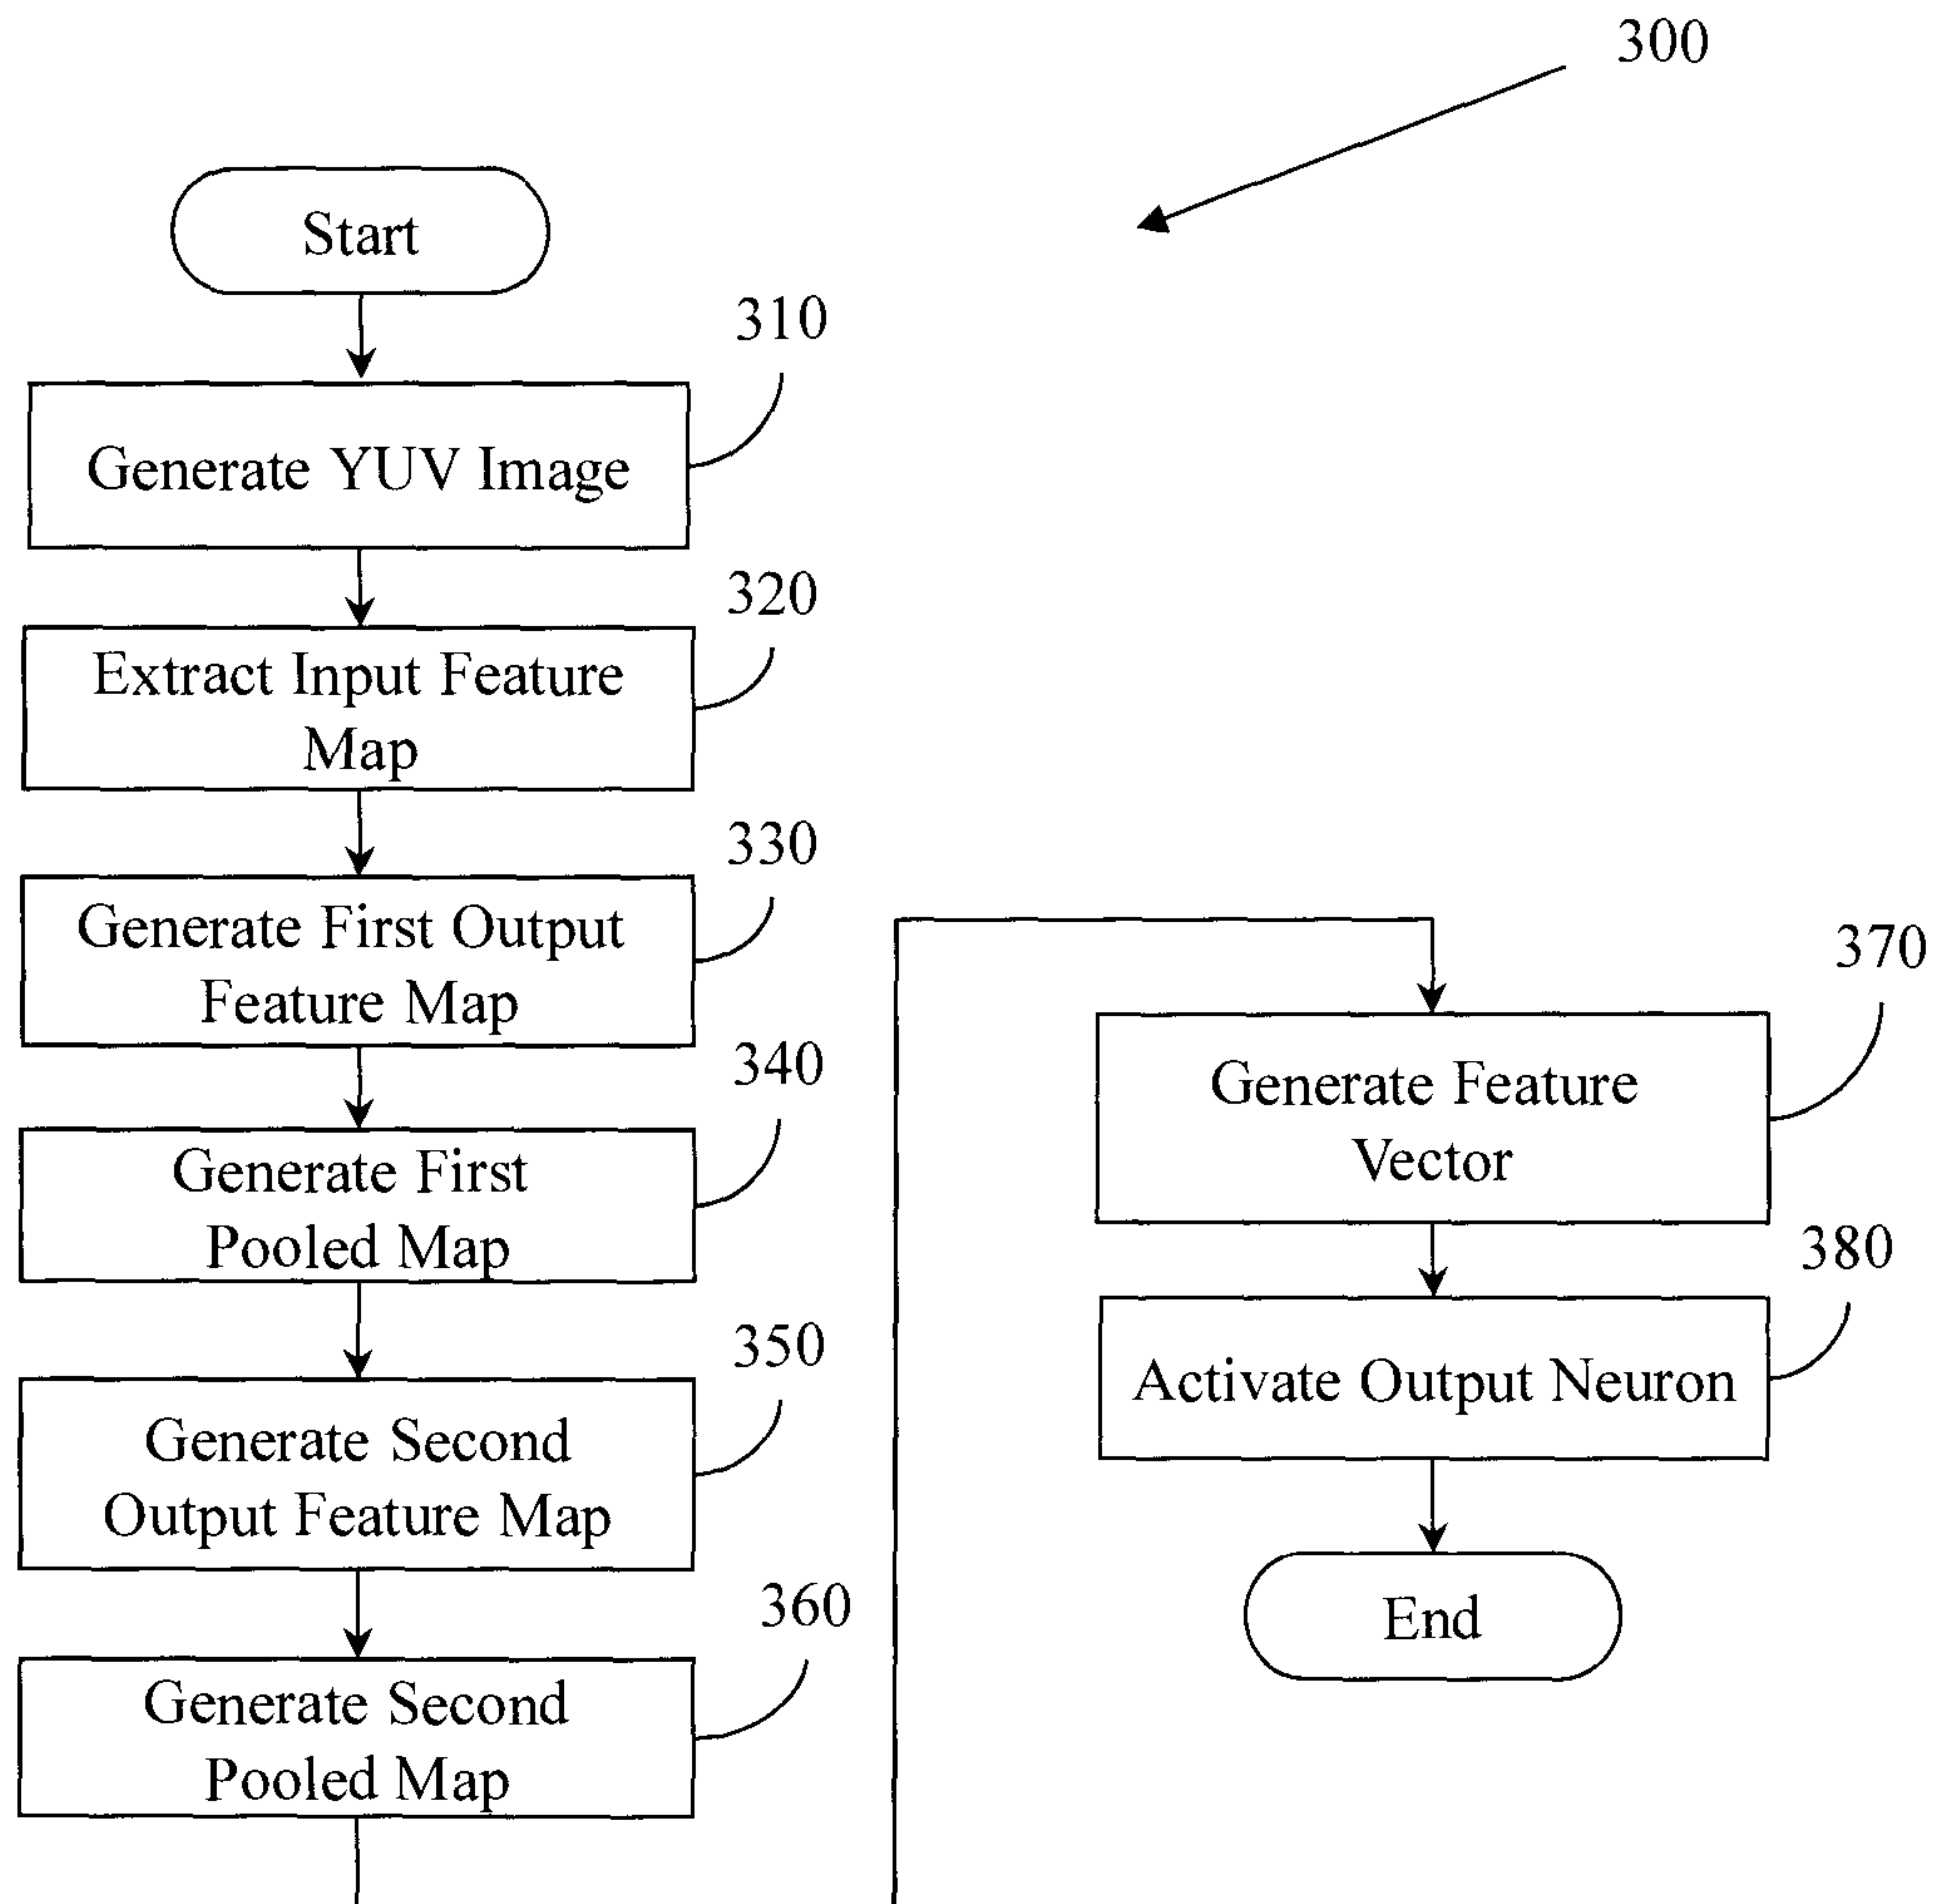 300
Start
310
Generate YUV Image
320
Extract Input Feature
Map
330
Generate First Output
Feature Map
340
Generate First
Pooled Map
350
Generate Second
Output Feature Map
360
Generate Second
Pooled Map
370
Generate Feature
Vector
380
Activate Output Neuron
End